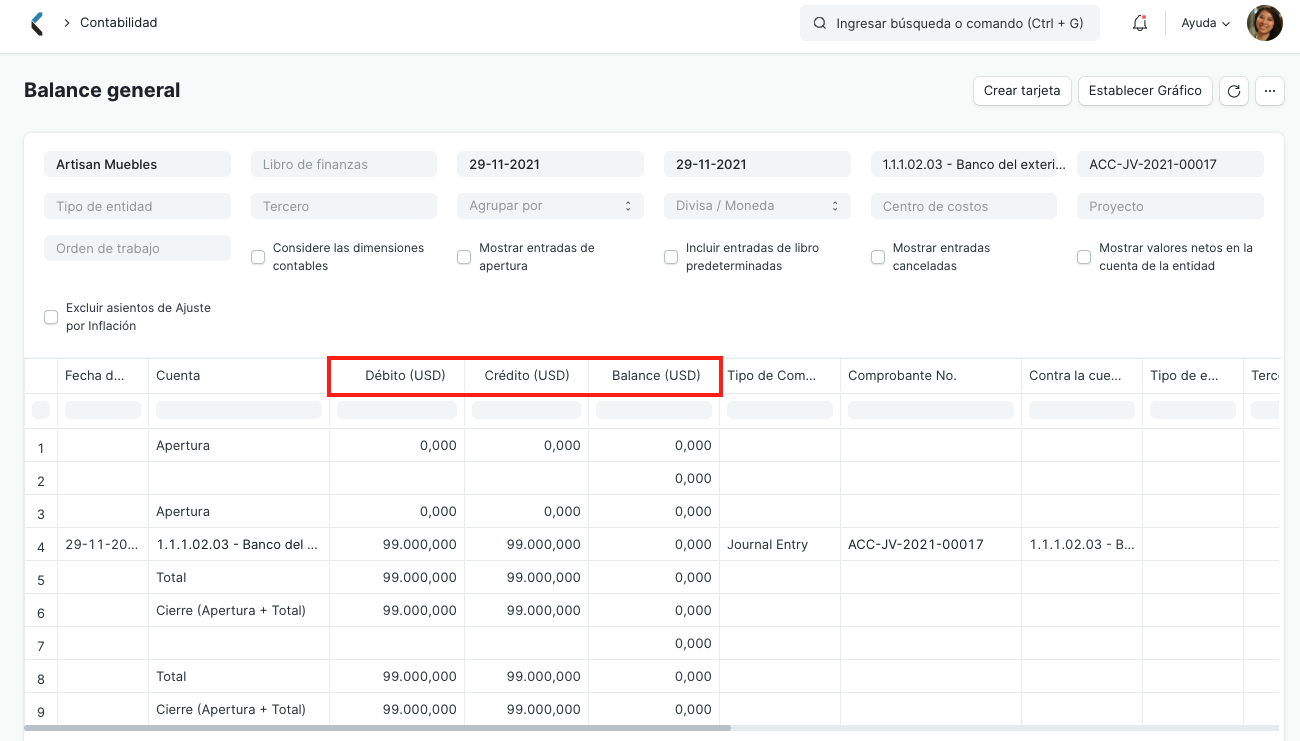 Contabilidad
Ingresar búsqueda o comando (Ctrl + G)
Ayuda
Balance general
Crear tarjeta
Establecer Gráfico
Artisan Muebles
Libro de finanzas
29-11-2021
29-11-2021
1.1.1.02.03 - Banco del exteri...
ACC-JV-2021-00017
Tipo de entidad
Tercero
Agrupar por
Divisa / Moneda
Centro de costos
Proyecto
Orden de trabajo
Considere las dimensiones
contables
Mostrar entradas de
apertura
Incluir entradas de libro
predeterminadas
Mostrar entradas
canceladas
Mostrar valores netos en la
cuenta de la entidad
Excluir asientos de Ajuste
por Inflación
Fecha d... Cuenta Débito (USD) Crédito (USD) Balance (USD) Tipo de Com... Comprobante No. Contra la cue... Tipo de e... Terc
1 Apertura 0,000 0,000 0,000
2 0,000
3 Apertura 0,000 0,000 0,000
4 29-11-20... 1.1.1.02.03 - Banco del ... 99.000,000 99.000,000 0,000 Journal Entry ACC-JV-2021-00017 1.1.1.02.03 - B...
5 Total 99.000,000 99.000,000 0,000
6 Cierre (Apertura + Total) 99.000,000 99.000,000 0,000
7 0,000
8 Total 99.000,000 99.000,000 0,000
9 Cierre (Apertura + Total) 99.000,000 99.000,000 0,000